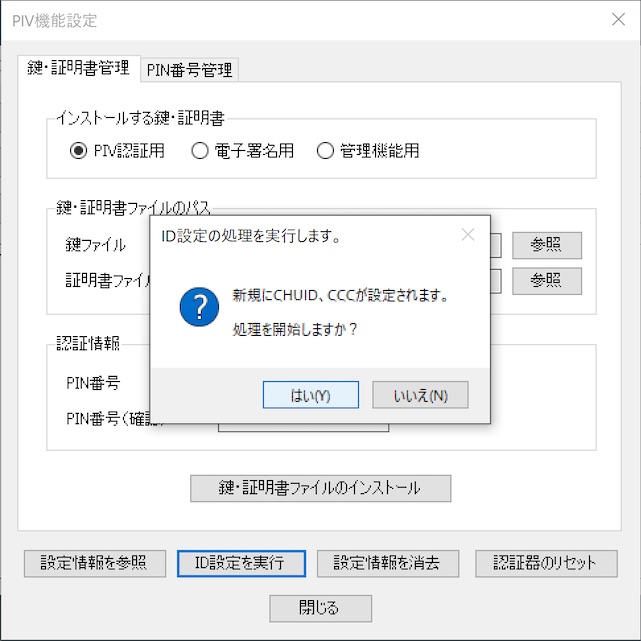 PIV機能設定
鍵・証明書管理
PIN番号管理
インストールする鍵・証明書
PIV認証用
電子署名用
管理機能用
鍵・証明書ファイルのパス
鍵ファイル
参照
証明書ファイル
参照
ID設定の処理を実行します。
新規にCHUID、CCCが設定されます。
処理を開始しますか？
はい(Y)
いいえ(N)
認証情報
PIN番号
PIN番号(確認)
鍵・証明書ファイルのインストール
設定情報を参照
ID設定を実行
設定情報を消去
認証器のリセット
閉じる